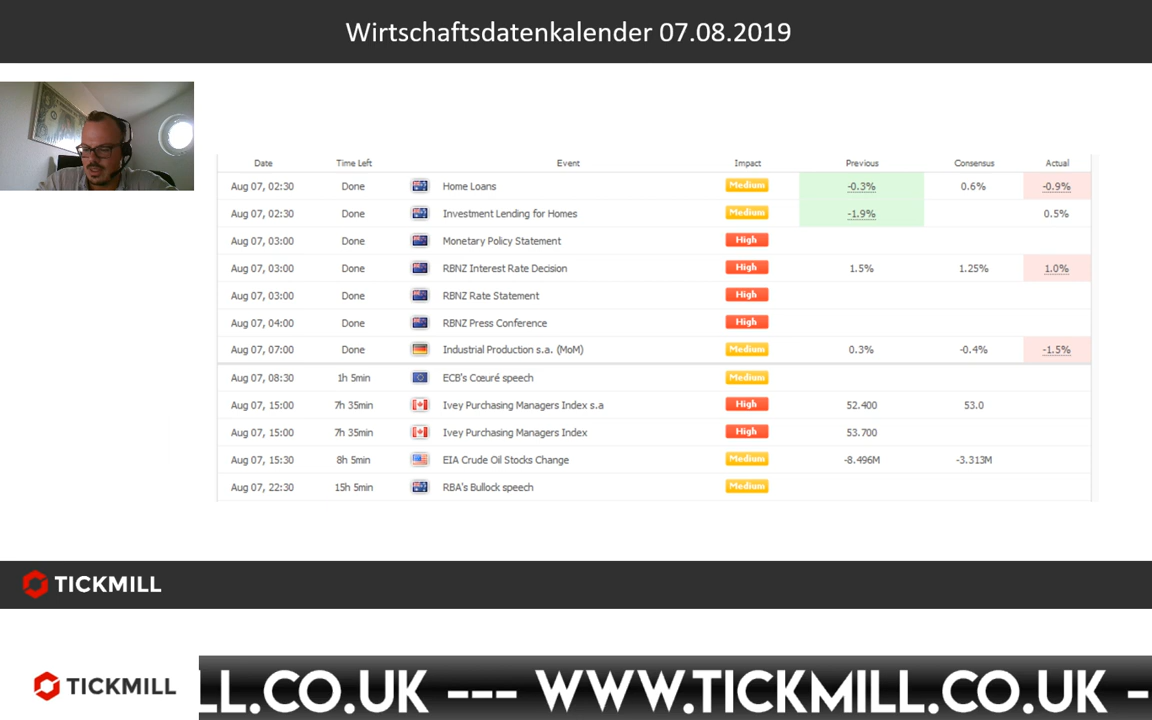 Wirtschaftsdatenkalender 07.08.2019
Date Time Left Event Impact Previous Consensus Actual
Aug 07, 02:30 Done Home Loans Medium -0.3% 0.6% -0.9%
Aug 07, 02:30 Done Investment Lending for Homes Medium -1.9% 0.5%
Aug 07, 03:00 Done Monetary Policy Statement High
Aug 07, 03:00 Done RBNZ Interest Rate Decision High 1.5% 1.25% 1.0%
Aug 07, 03:00 Done RBNZ Rate Statement High
Aug 07, 04:00 Done RBNZ Press Conference High
Aug 07, 07:00 Done Industrial Production s.a. (MoM) Medium 0.3% -0.4% -1.5%
Aug 07, 08:30 1h 5min ECB's Cœuré speech Medium
Aug 07, 15:00 7h 35min Ivey Purchasing Managers Index s.a High 52.400 53.0
Aug 07, 15:00 7h 35min Ivey Purchasing Managers Index High 53.700
Aug 07, 15:30 8h 5min EIA Crude Oil Stocks Change Medium -8.496M -3.313M
Aug 07, 22:30 15h 5min RBA's Bullock speech Medium
TICKMILL
TICKMILL LL.CO.UK --- WWW.TICKMILL.CO.UK -